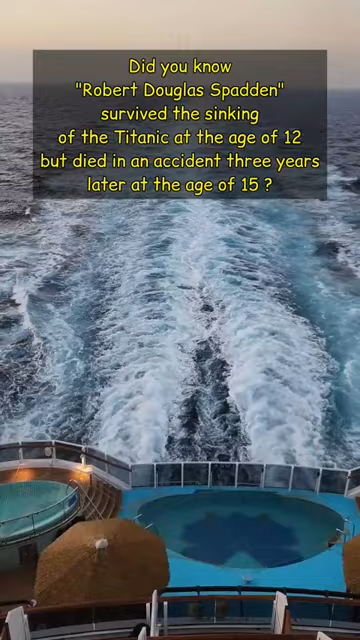 Did you know
"Robert Douglas Spadden"
survived the sinking
of the Titanic at the age of 12
but died in an accident three years
later at the age of 15 ?